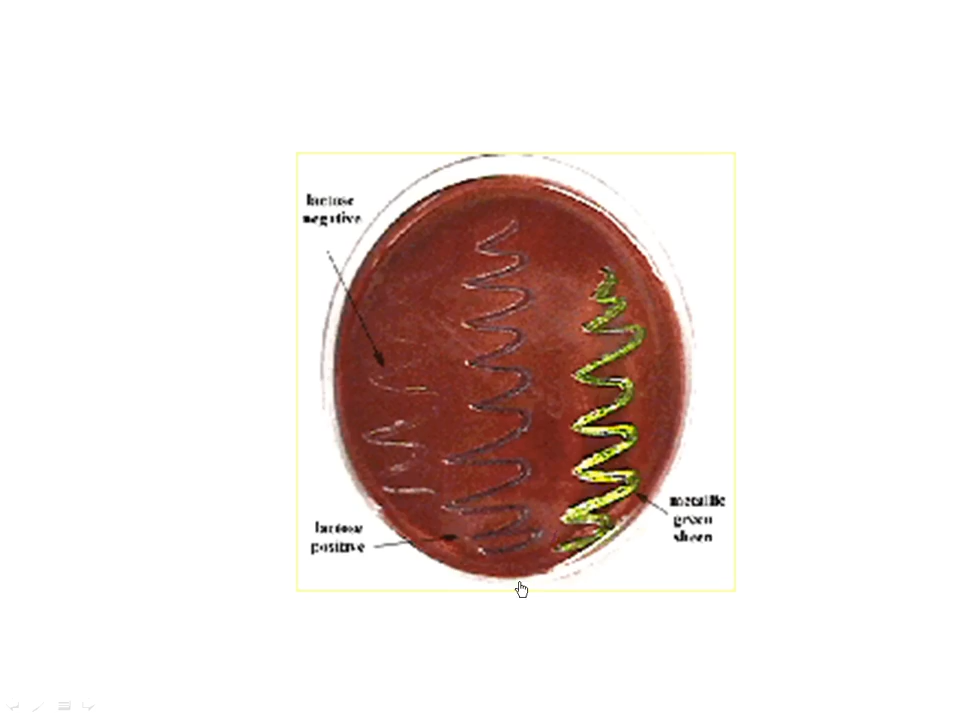 lactose
negative
lactose
positive
metallic
green
sheen